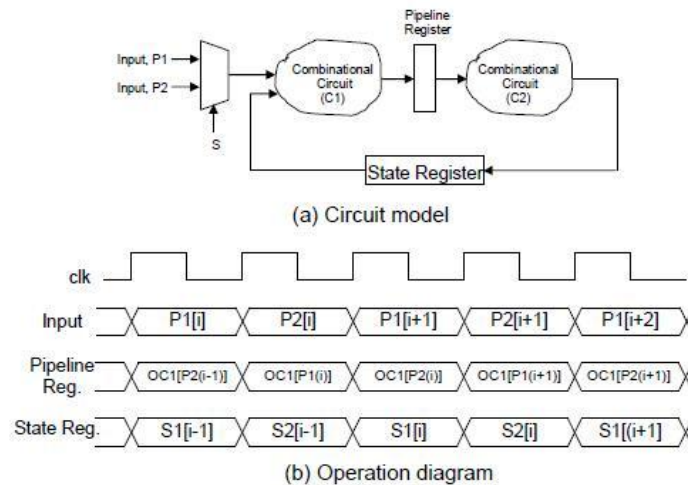 Pipeline
Register
Input, P1
Input, P2
S
Combinational
Circuit
(C1)
Combinational
Circuit
(C2)
State Register
(a) Circuit model
clk
Input P1[i] P2[i] P1[i+1] P2[i+1] P1[i+2]
Pipeline
Reg. OC1[P2(i-1)] OC1[P1(i)] OC1[P2(i)] OC1[P1(i+1)] OC1[P2(i+1)]
State Reg. S1[i-1] S2[i-1] S1[i] S2[i] S1[(i+1]
(b) Operation diagram